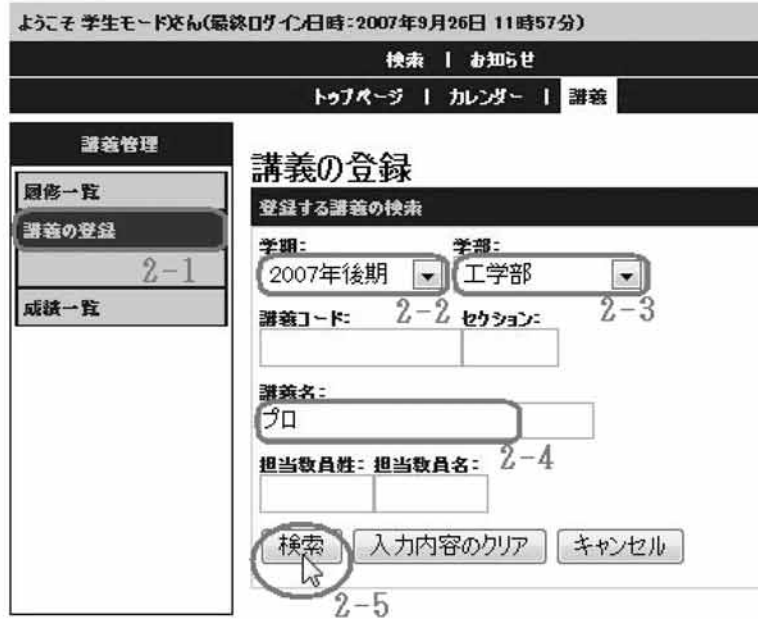 ようこそ 学生モードさん(最終ログイン日時:2007年9月26日 11時57分)
検索 | お知らせ
トップページ | カレンダー | 講義
講義管理
履修一覧
講義の登録
2-1
成績一覧
講義の登録
登録する講義の検索
学期: 学部:
2007年後期 工学部
2-2 2-3
講義コード: セクション:
講義名:
プロ
2-4
担当教員姓: 担当教員名:
検索 入力内容のクリア キャンセル
2-5